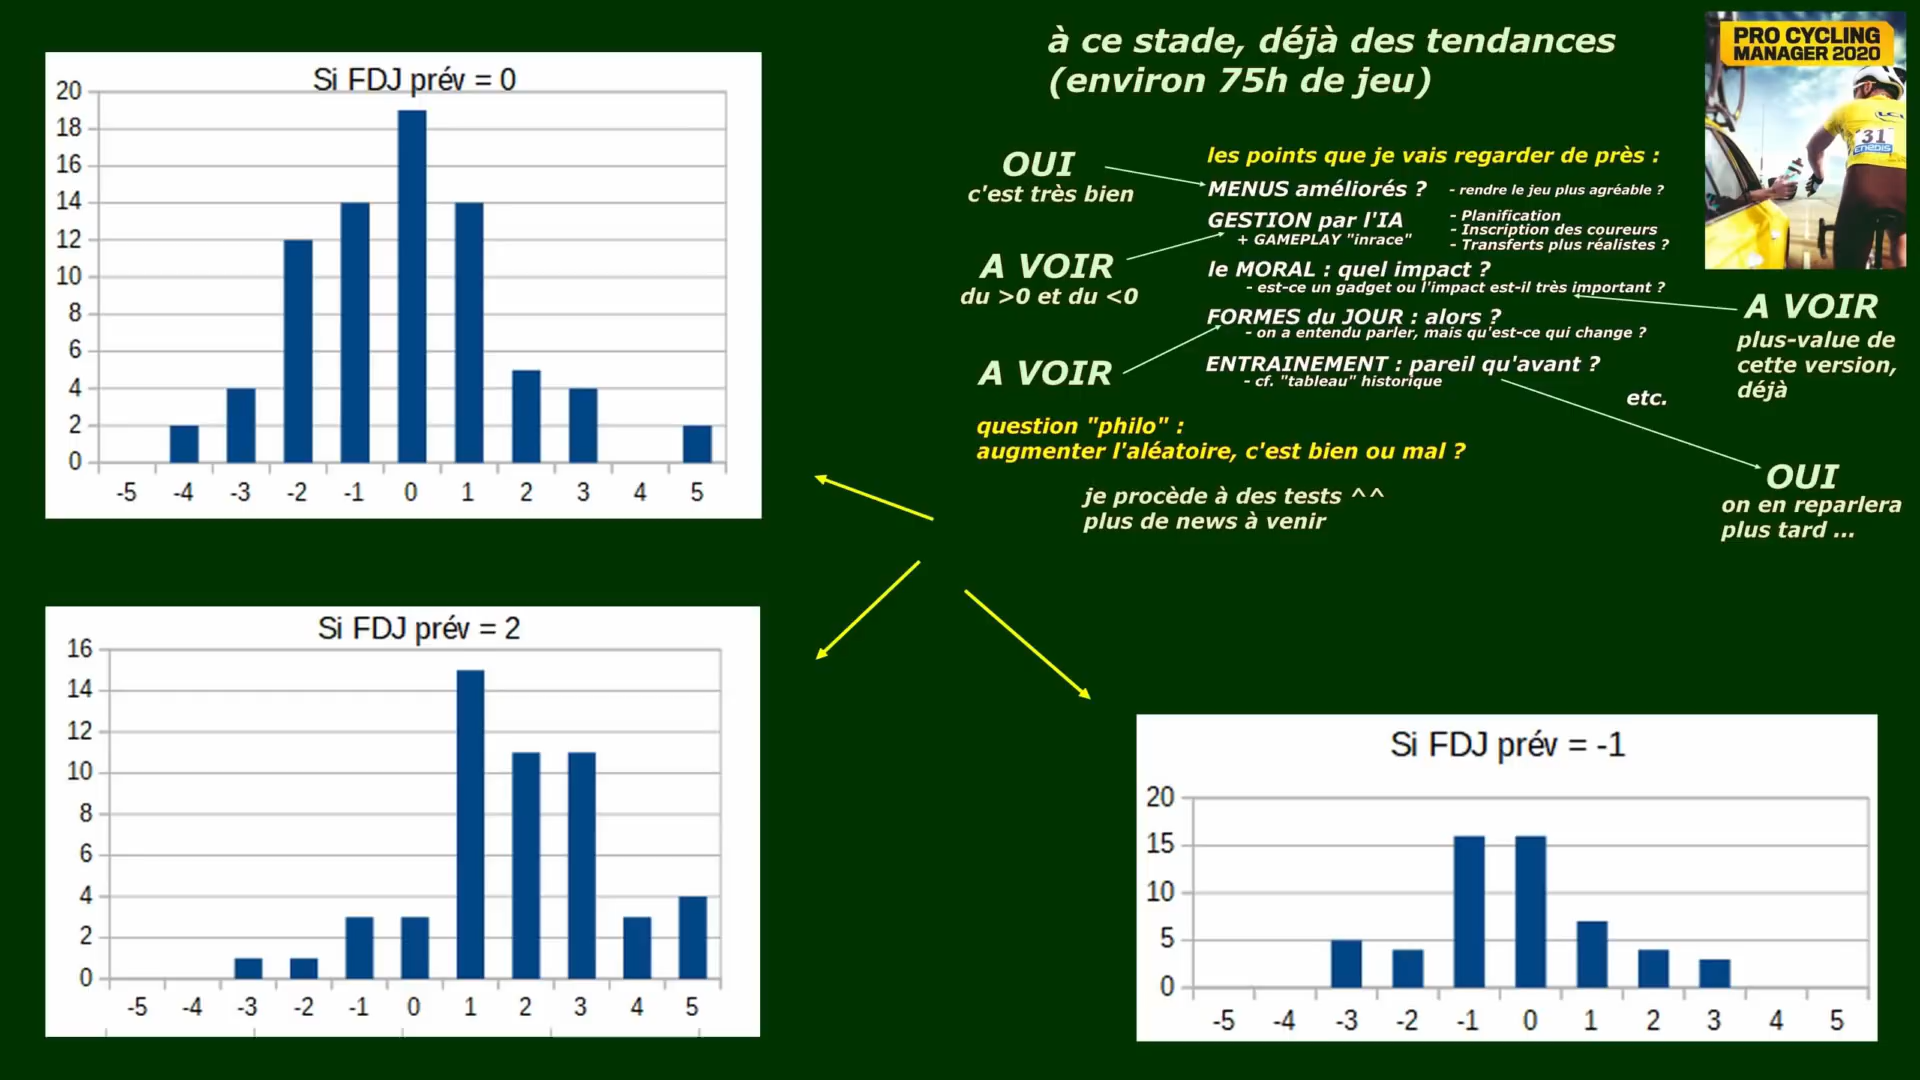 Si FDJ prév = 0
20
18
16
14
12
10
8
6
4
2
0
-5 -4 -3 -2 -1 0 1 2 3 4 5
à ce stade, déjà des tendances
(environ 75h de jeu)
PRO CYCLING
MANAGER 2020
LCL
31
ENEDIS
OUI
c'est très bien
les points que je vais regarder de près :
MENUS améliorés ? - rendre le jeu plus agréable ?
GESTION par l'IA
+ GAMEPLAY "inrace"
- Planification
- Inscription des coureurs
- Transferts plus réalistes ?
A VOIR
du >0 et du <0
le MORAL : quel impact ?
- est-ce un gadget ou l'impact est-il très important ?
A VOIR
plus-value de
cette version,
déjà
FORMES du JOUR : alors ?
- on a entendu parler, mais qu'est-ce qui change ?
A VOIR
ENTRAINEMENT : pareil qu'avant ?
- cf. "tableau" historique
etc.
OUI
on en reparlera
plus tard ...
question "philo" :
augmenter l'aléatoire, c'est bien ou mal ?
je procède à des tests ^^
plus de news à venir
Si FDJ prév = 2
16
14
12
10
8
6
4
2
0
-5 -4 -3 -2 -1 0 1 2 3 4 5
Si FDJ prév = -1
20
15
10
5
0
-5 -4 -3 -2 -1 0 1 2 3 4 5